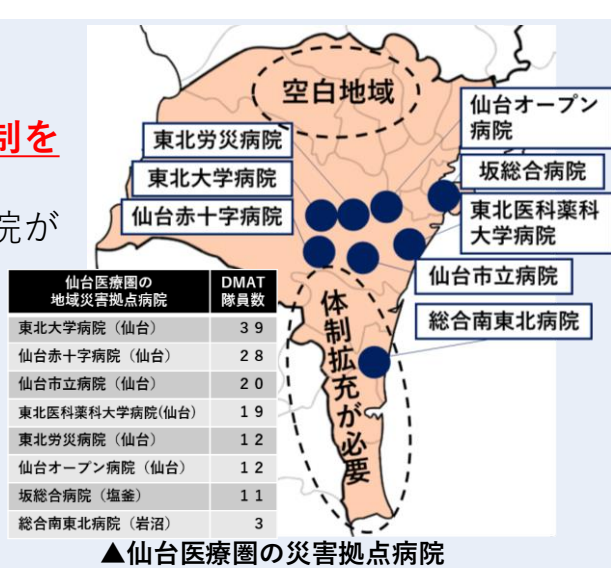 制を
院が
空白地域
仙台オープン
病院
東北労災病院
坂総合病院
東北大学病院
東北医科薬科
大学病院
仙台赤十字病院
仙台市立病院
総合南東北病院
体制拡充が必要
仙台医療圏の
地域災害拠点病院
DMAT
隊員数
東北大学病院（仙台） 39
仙台赤十字病院（仙台） 28
仙台市立病院（仙台） 20
東北医科薬科大学病院(仙台) 19
東北労災病院（仙台） 12
仙台オープン病院（仙台） 12
坂総合病院（塩釜） 11
総合南東北病院（岩沼） 3
▲仙台医療圏の災害拠点病院